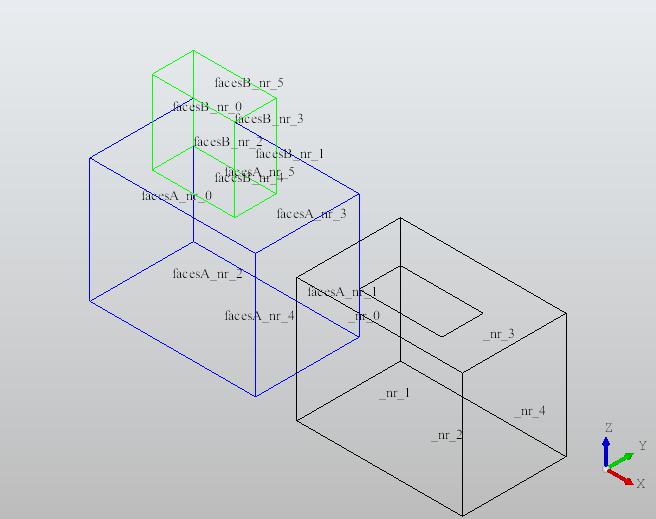 facesB_nr_5
facesB_nr_0
facesB_nr_3
facesB_nr_2
facesB_nr_1
facesA_nr_5
facesB_nr_4
facesA_nr_0
facesA_nr_3
facesA_nr_2
facesA_nr_1
facesA_nr_4
_nr_0
_nr_3
_nr_1
_nr_4
_nr_2
Z
Y
X